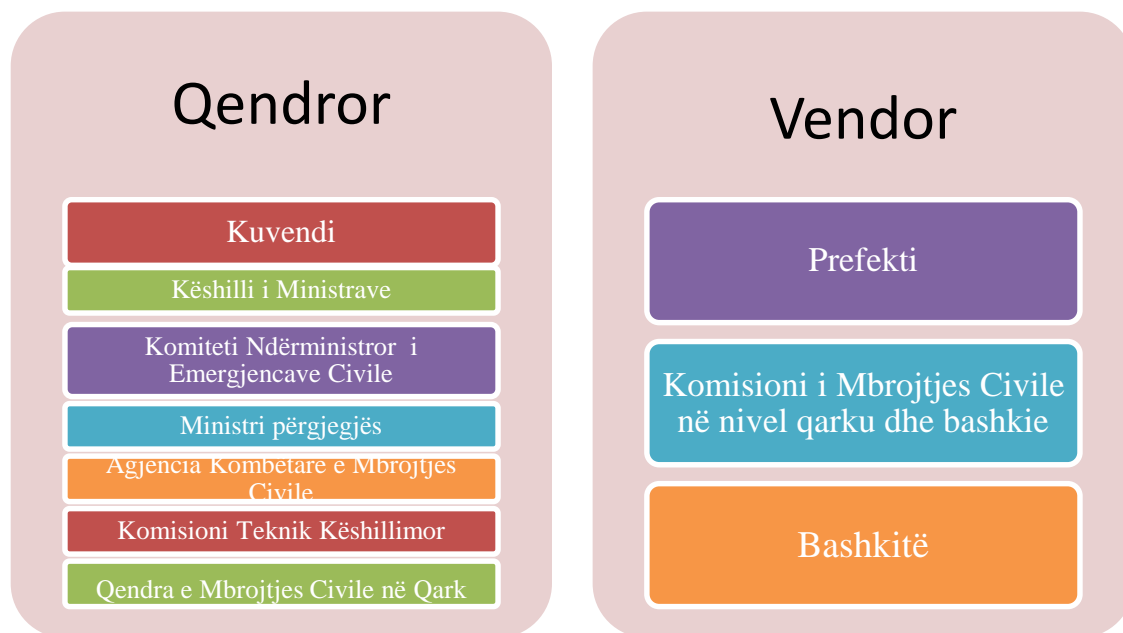 Qendror
Kuvendi
Këshilli i Ministrave
Komiteti Ndërministror i
Emergjencave Civile
Ministri përgjegjës
Agjencia Kombëtare e Mbrojtjes
Civile
Komisioni Teknik Këshillimor
Qendra e Mbrojtjes Civile në Qark
Vendor
Prefekti
Komisioni i Mbrojtjes Civile
në nivel qarku dhe bashkie
Bashkitë